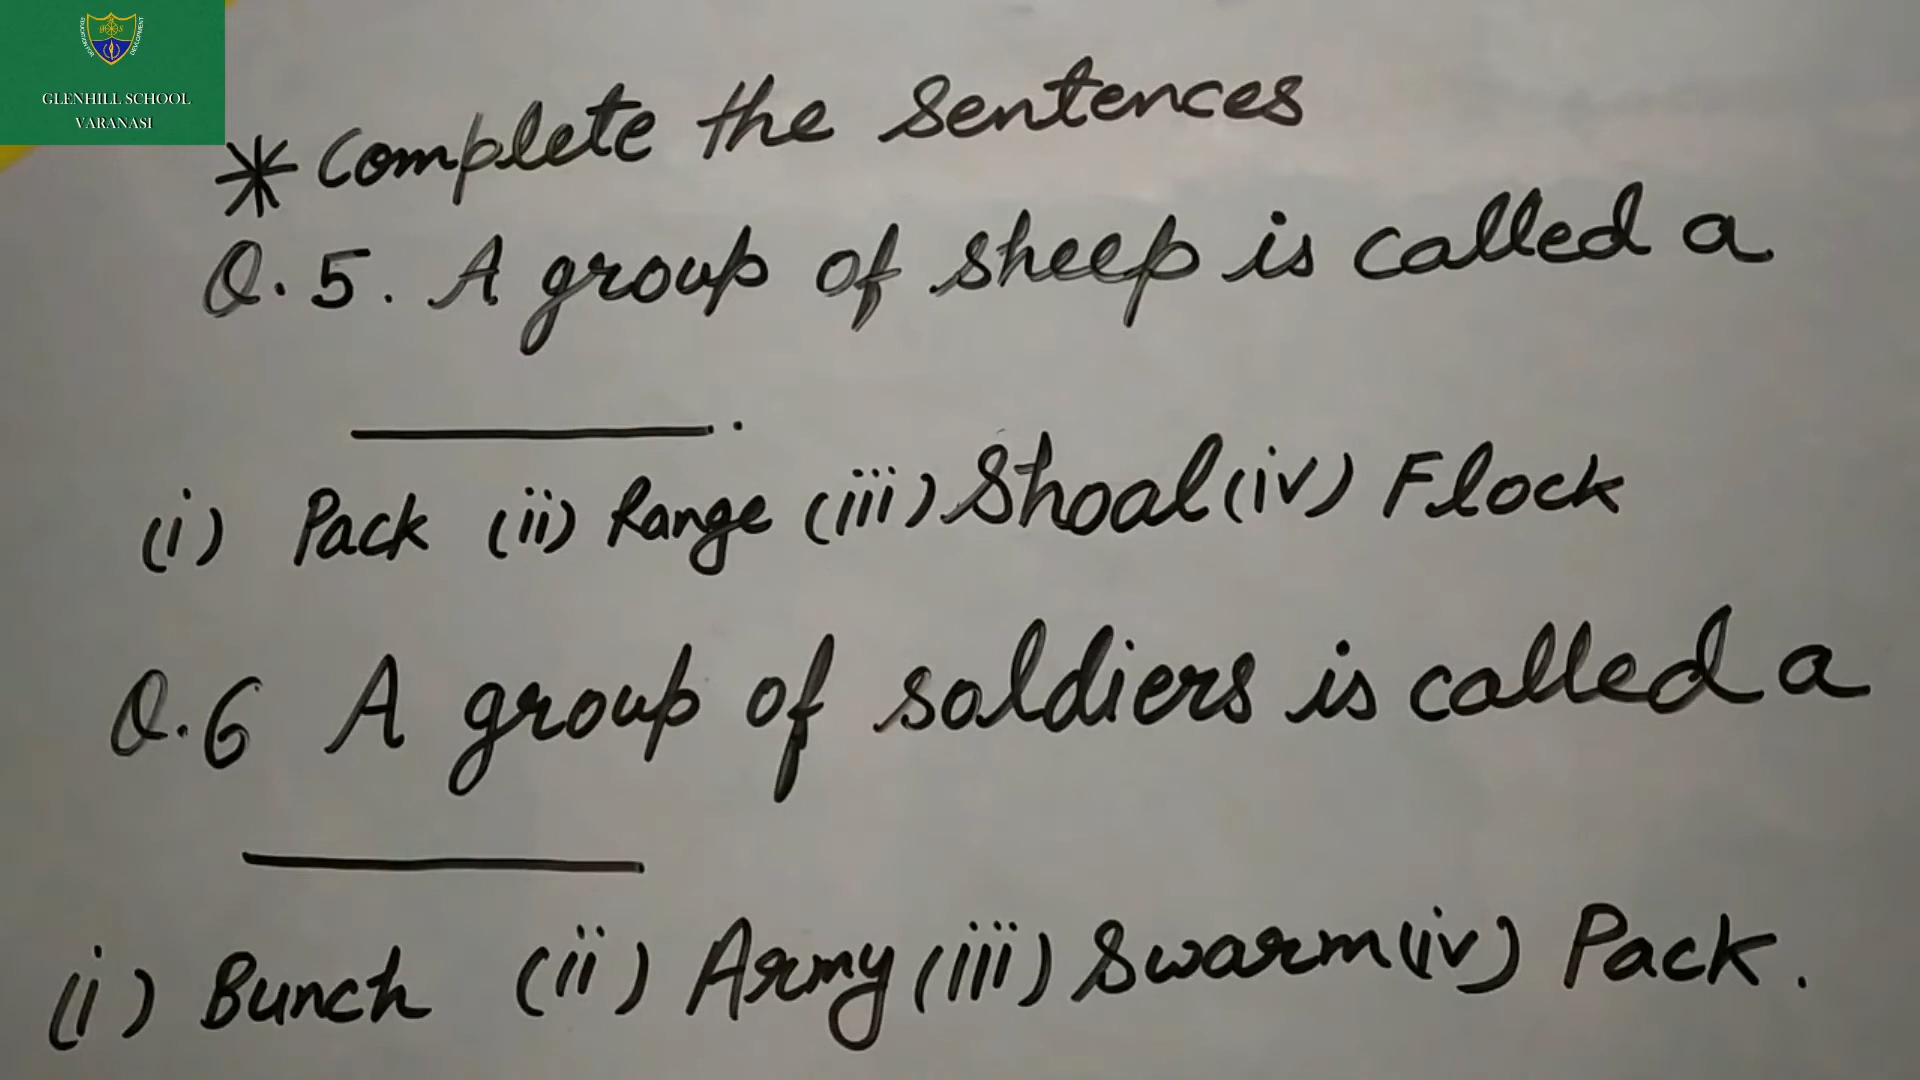 GLENHILL SCHOOL
VARANASI
* Complete the sentences
Q.5. A group of sheep is called a
________.
(i) Pack (ii) Range (iii) Shoal (iv) Flock
Q.6 A group of soldiers is called a
________
(i) Bunch (ii) Army (iii) Swarm (iv) Pack.